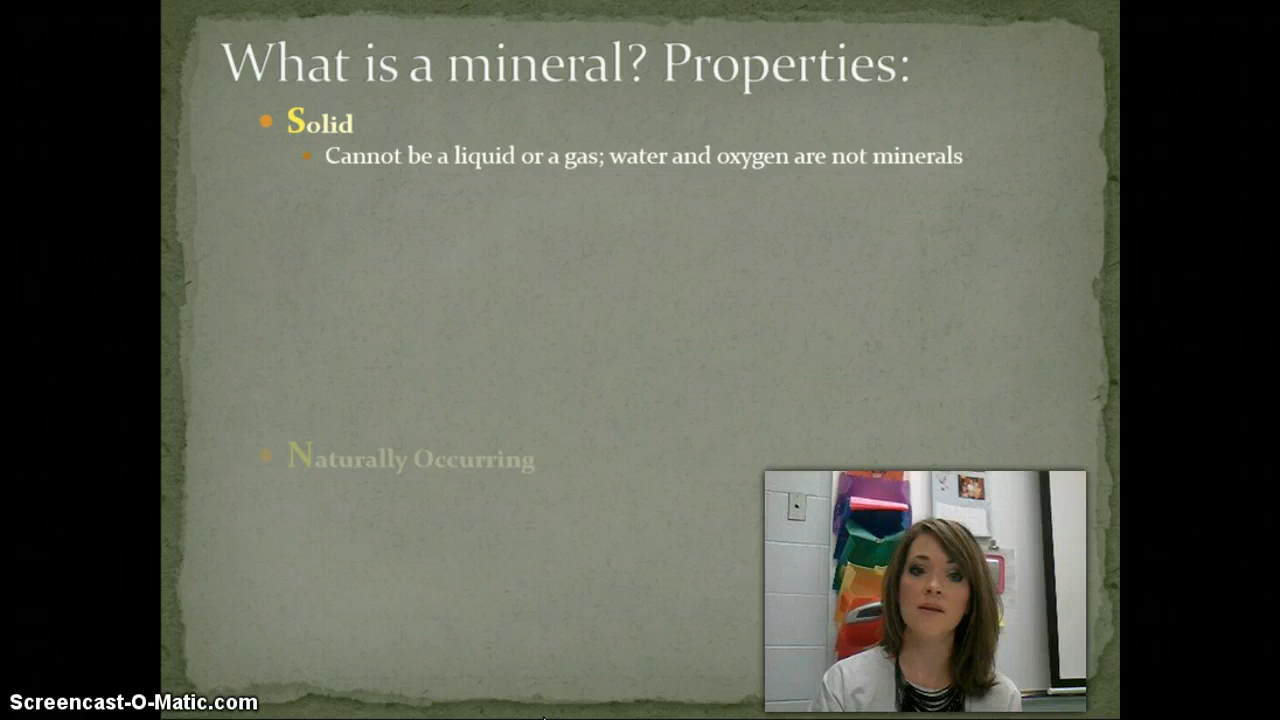 What is a mineral? Properties:
Solid
Cannot be a liquid or a gas; water and oxygen are not minerals
Naturally Occurring
Screencast-O-Matic.com